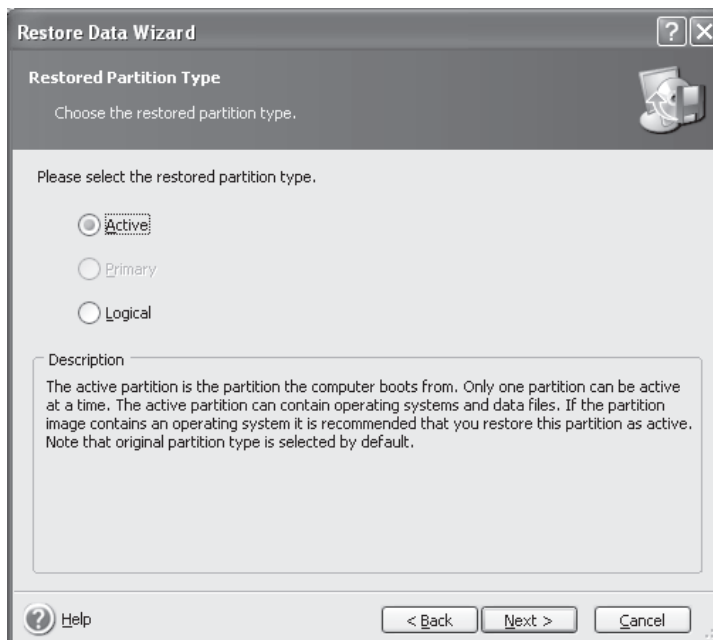 Restore Data Wizard
Restored Partition Type
Choose the restored partition type.
Please select the restored partition type.
Active
Primary
Logical
Description
The active partition is the partition the computer boots from. Only one partition can be active
at a time. The active partition can contain operating systems and data files. If the partition
image contains an operating system it is recommended that you restore this partition as active.
Note that original partition type is selected by default.
Help
< Back
Next >
Cancel